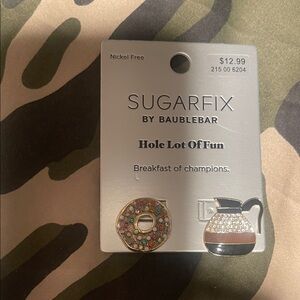 Nickel Free
$12.99
215 00 6204
SUGARFIX
BY BAUBLEBAR
Hole Lot Of Fun
Breakfast of champions.